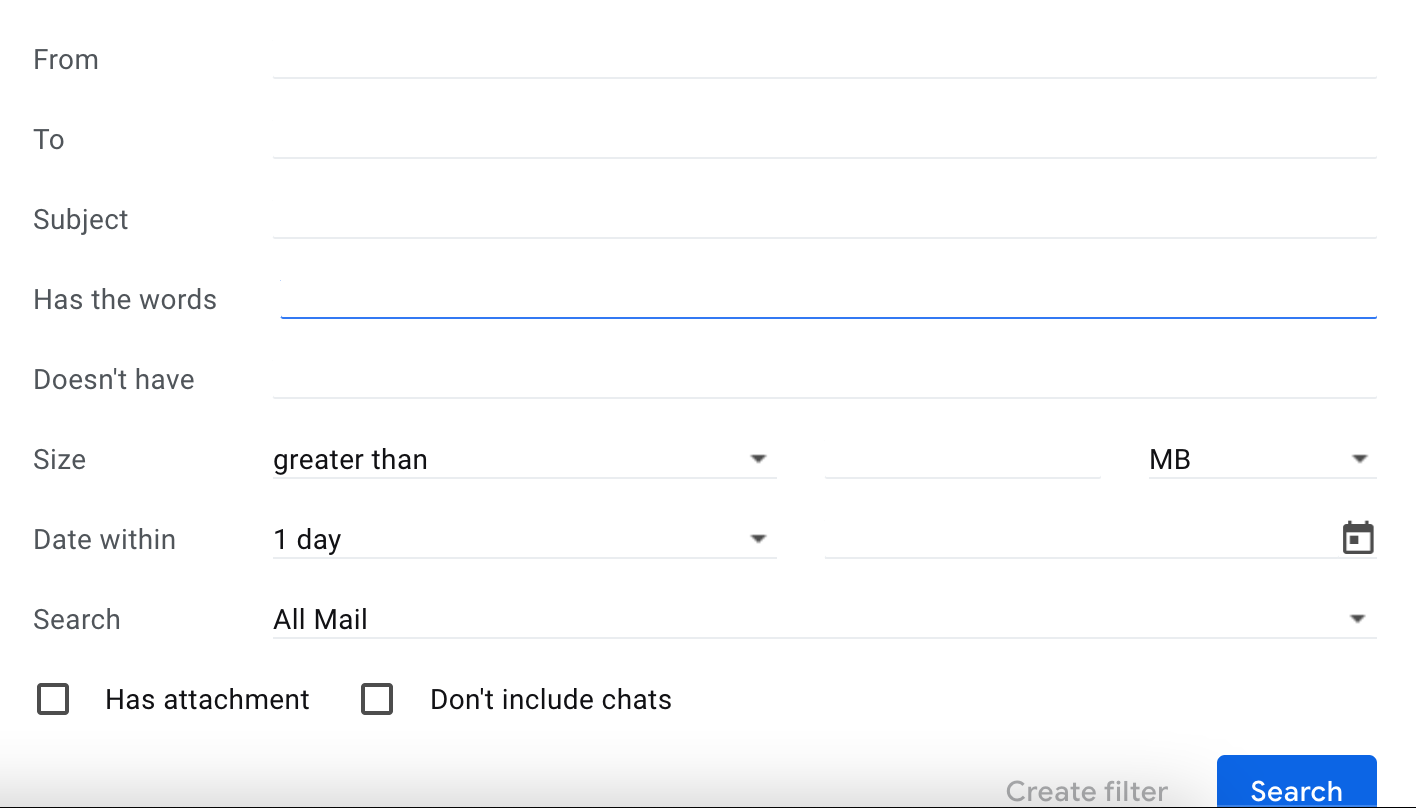 From
To
Subject
Has the words
Doesn't have
Size greater than MB
Date within 1 day
Search All Mail
Has attachment Don't include chats
Create filter Search